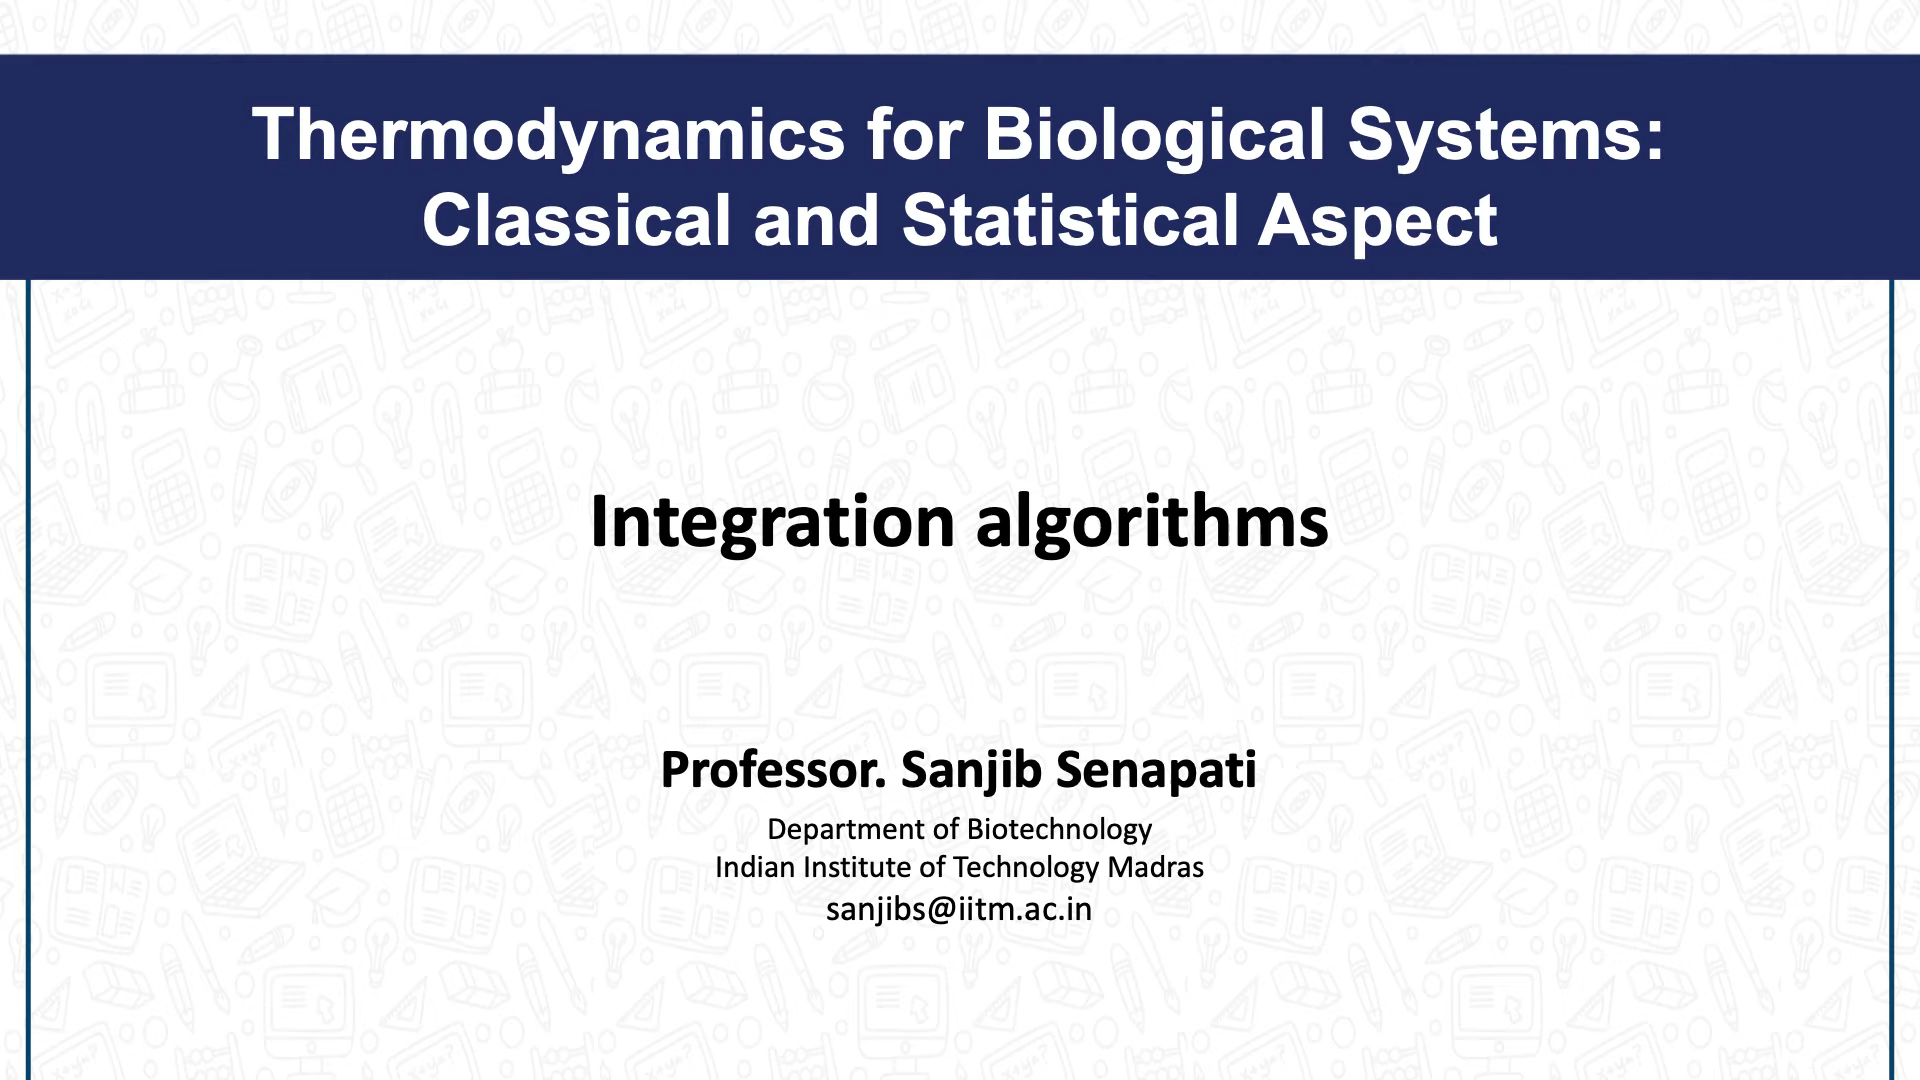 Thermodynamics for Biological Systems:
Classical and Statistical Aspect
Integration algorithms
Professor. Sanjib Senapati
Department of Biotechnology
Indian Institute of Technology Madras
sanjibs@iitm.ac.in